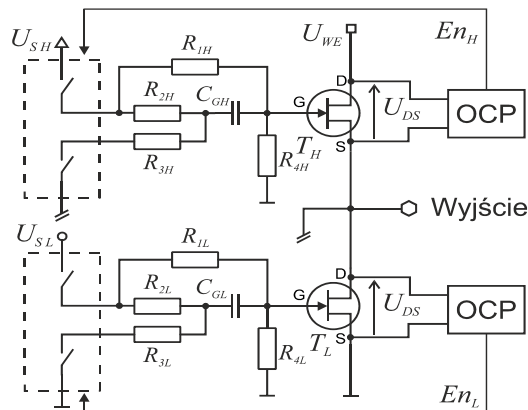 U_SH
R_1H
U_WE
En_H
R_2H
C_GH
D
G
U_DS
OCP
R_3H
R_4H
T_H
S
Wyjście
U_SL
R_1L
R_2L
C_GL
D
G
U_DS
OCP
R_3L
R_4L
T_L
S
En_L